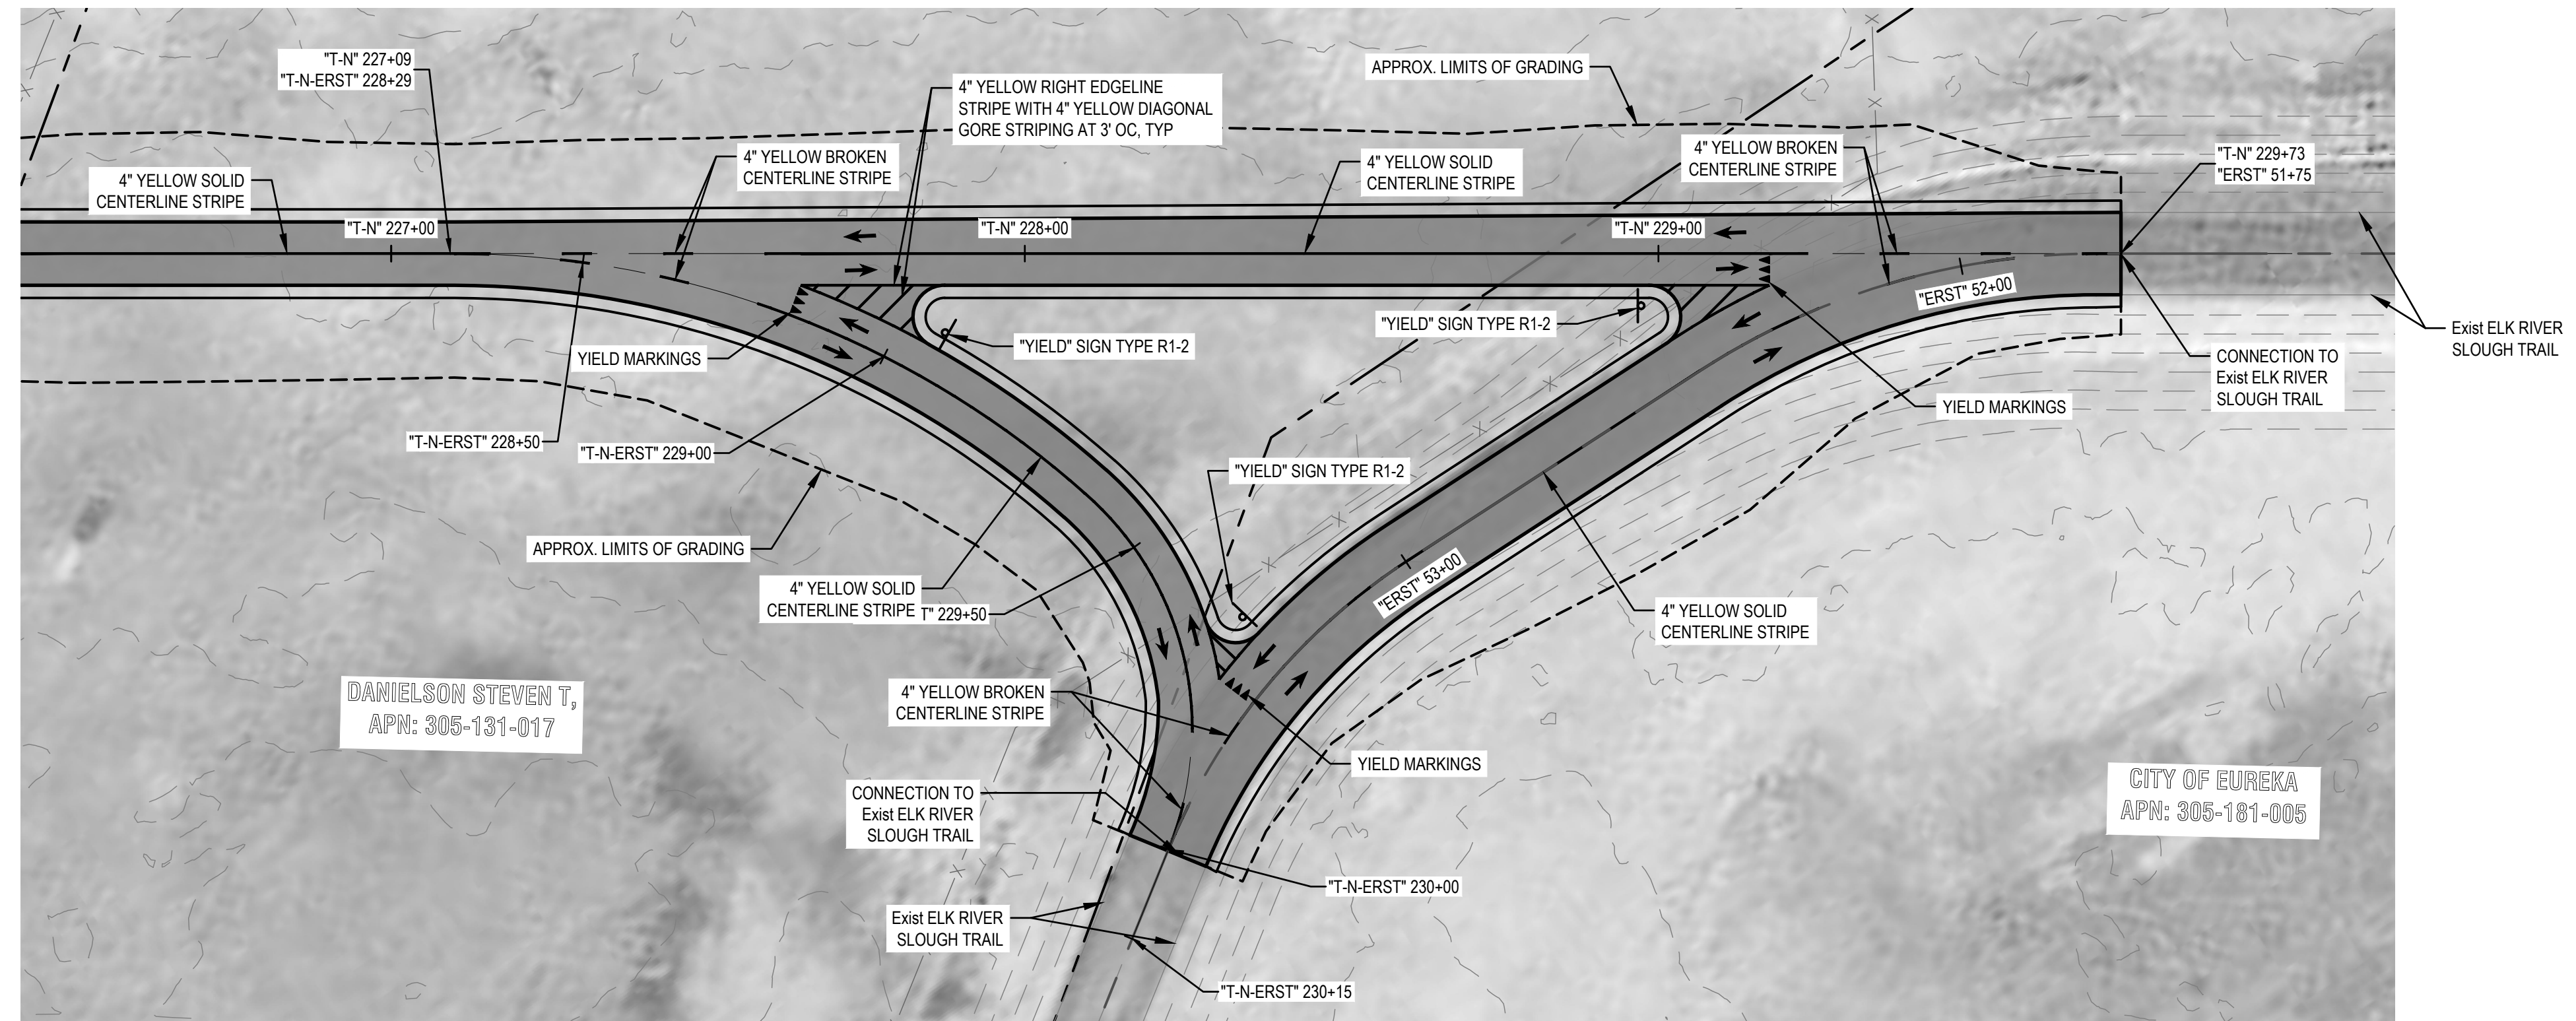 "T-N" 227+09
"T-N-ERST" 228+29
4" YELLOW RIGHT EDGELINE
STRIPE WITH 4" YELLOW DIAGONAL
GORE STRIPING AT 3' OC, TYP
APPROX. LIMITS OF GRADING
4" YELLOW SOLID
CENTERLINE STRIPE
4" YELLOW BROKEN
CENTERLINE STRIPE
4" YELLOW SOLID
CENTERLINE STRIPE
4" YELLOW BROKEN
CENTERLINE STRIPE
"T-N" 229+73
"ERST" 51+75
"T-N" 227+00
"T-N" 228+00
"T-N" 229+00
"ERST" 52+00
YIELD MARKINGS
"YIELD" SIGN TYPE R1-2
"YIELD" SIGN TYPE R1-2
Exist ELK RIVER
SLOUGH TRAIL
CONNECTION TO
Exist ELK RIVER
SLOUGH TRAIL
YIELD MARKINGS
"T-N-ERST" 228+50
"T-N-ERST" 229+00
"YIELD" SIGN TYPE R1-2
APPROX. LIMITS OF GRADING
4" YELLOW SOLID
CENTERLINE STRIPE
T" 229+50
"ERST" 53+00
4" YELLOW SOLID
CENTERLINE STRIPE
DANIELSON STEVEN T,
APN: 305-131-017
4" YELLOW BROKEN
CENTERLINE STRIPE
YIELD MARKINGS
CONNECTION TO
Exist ELK RIVER
SLOUGH TRAIL
CITY OF EUREKA
APN: 305-181-005
"T-N-ERST" 230+00
Exist ELK RIVER
SLOUGH TRAIL
"T-N-ERST" 230+15